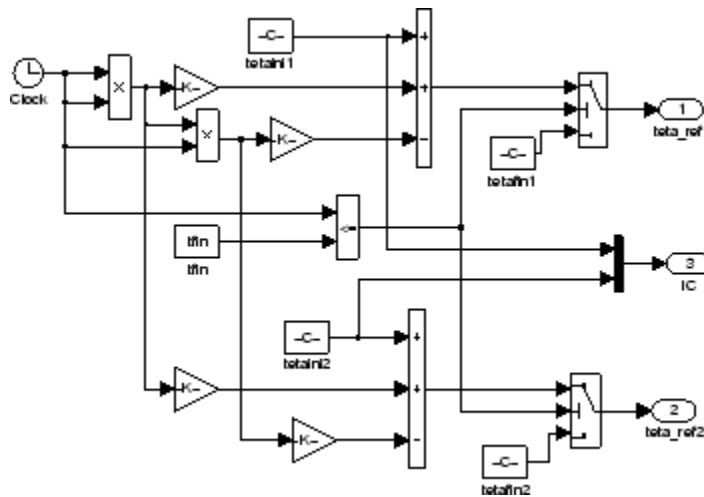 -C-
tetaini1
Clock
×
-K-
+
+
-
×
-K-
1
teta_ref
-C-
tetafin1
<=
tfin
tfin
3
IC
-C-
tetaini2
+
+
-
-K-
-K-
2
teta_ref2
-C-
tetafin2